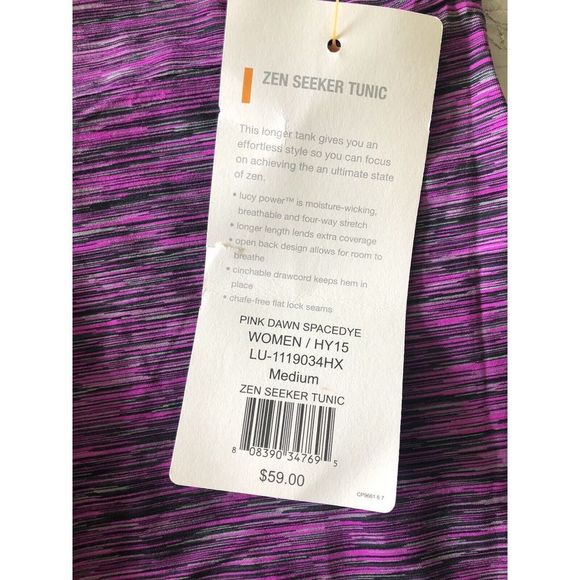 ZEN SEEKER TUNIC
This longer tank gives you an
effortless style so you can focus
on achieving the an ultimate state
of zen.
• lucy power™ is moisture-wicking,
breathable and four-way stretch
• longer length lends extra coverage
• open back design allows for room to
breathe
• cinchable drawcord keeps hem in
place
• chafe-free flat lock seams
PINK DAWN SPACEDYE
WOMEN / HY15
LU-1119034HX
Medium
ZEN SEEKER TUNIC
8 08390 34769 5
$59.00
CP9661 6.7